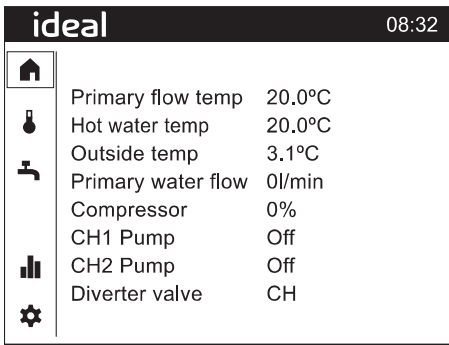 ideal 08:32
Primary flow temp 20.0ºC
Hot water temp 20.0ºC
Outside temp 3.1ºC
Primary water flow 0l/min
Compressor 0%
CH1 Pump Off
CH2 Pump Off
Diverter valve CH